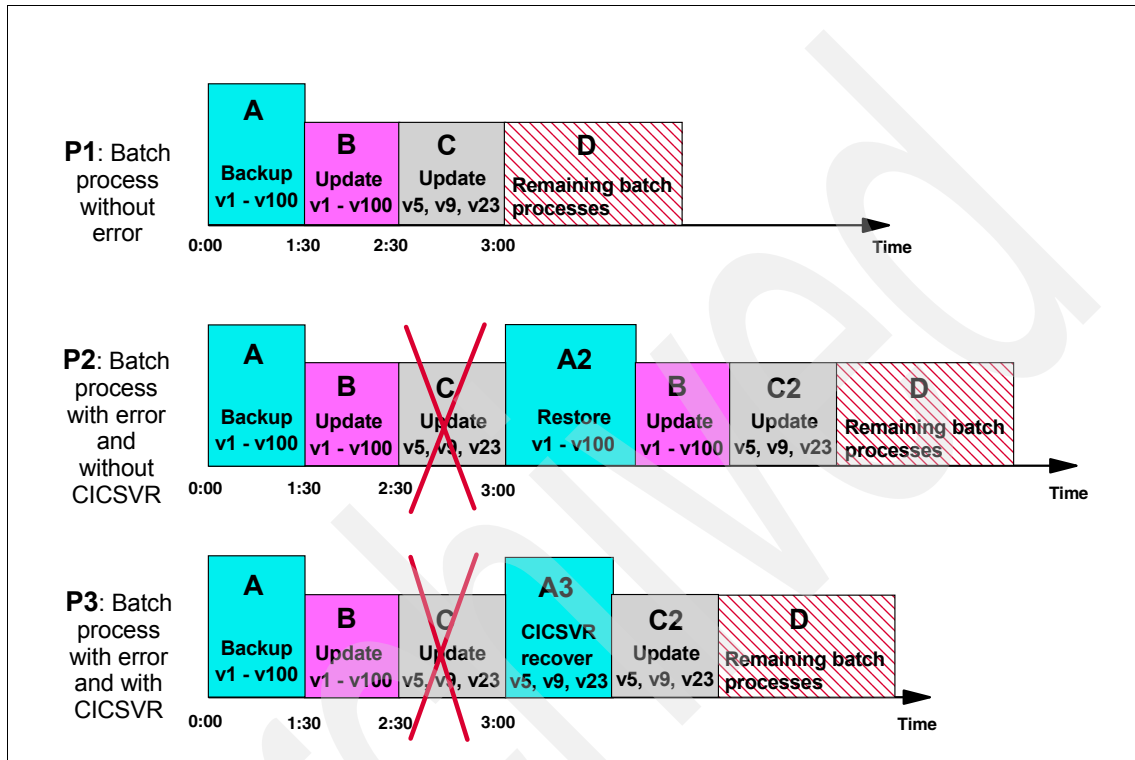 A
Backup
v1 - v100
B
Update
v1 - v100
C
Update
v5, v9, v23
D
Remaining batch
processes
P1: Batch
process
without
error
0:00 1:30 2:30 3:00
Time
A
Backup
v1 - v100
B
Update
v1 - v100
C
Update
v5, v9, v23
A2
Restore
v1 - v100
B
Update
v1 - v100
C2
Update
v5, v9, v23
D
Remaining batch
processes
P2: Batch
process
with error
and
without
CICSVR
0:00 1:30 2:30 3:00
Time
A
Backup
v1 - v100
B
Update
v1 - v100
C
Update
v5, v9, v23
A3
CICSVR
recover
v5, v9, v23
C2
Update
v5, v9, v23
D
Remaining batch
processes
P3: Batch
process
with error
and with
CICSVR
0:00 1:30 2:30 3:00
Time